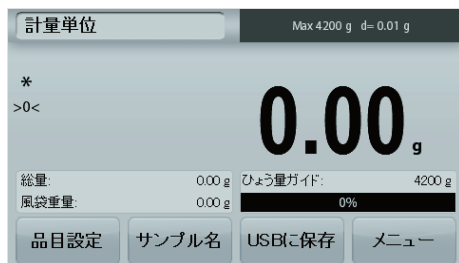 計量単位
Max 4200 g d= 0.01 g
*
>0<
0.00 g
総量: 0.00 g
風袋重量: 0.00 g
ひょう量ガイド: 4200 g
0%
品目設定
サンプル名
USBに保存
メニュー